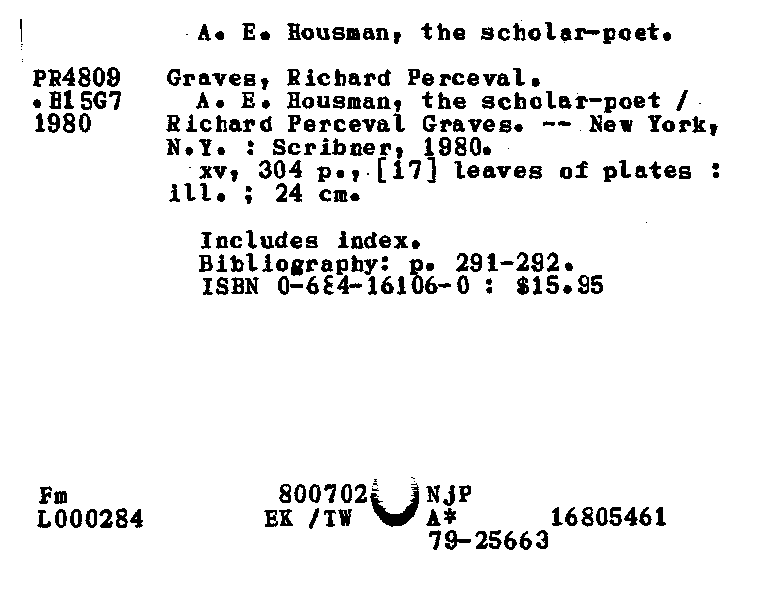 A. E. Housman, the scholar-poet.
PR4809 Graves, Richard Perceval.
.H15G7 A. E. Housman, the scholar-poet /
1980 Richard Perceval Graves. -- New York,
N.Y. : Scribner, 1980.
xv, 304 p., [17] leaves of plates :
ill. ; 24 cm.
Includes index.
Bibliography: p. 291-292.
ISBN 0-684-16106-0 : $15.95
Fm 800702 NjP
L000284 EK /TW A* 16805461
79-25663